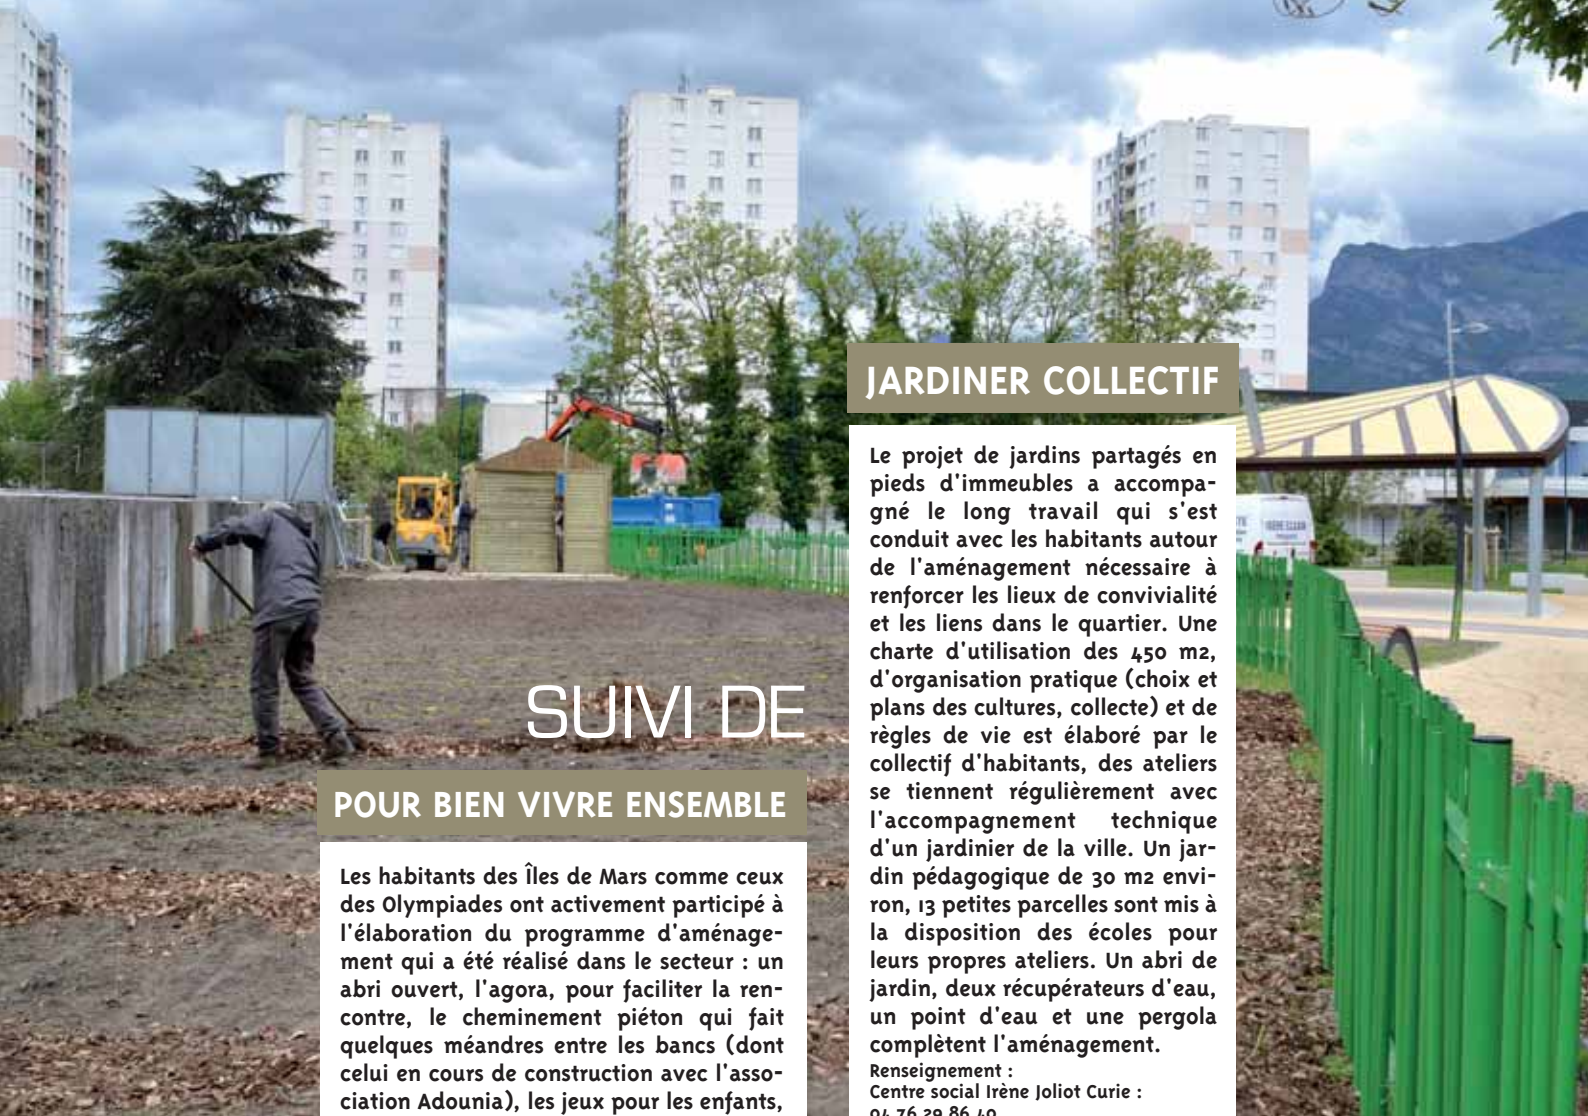 SUIVI DE
POUR BIEN VIVRE ENSEMBLE
Les habitants des Îles de Mars comme ceux
des Olympiades ont activement participé à
l'élaboration du programme d'aménage-
ment qui a été réalisé dans le secteur : un
abri ouvert, l'agora, pour faciliter la ren-
contre, le cheminement piéton qui fait
quelques méandres entre les bancs (dont
celui en cours de construction avec l'asso-
ciation Adounia), les jeux pour les enfants,
JARDINER COLLECTIF
Le projet de jardins partagés en
pieds d'immeubles a accompa-
gné le long travail qui s'est
conduit avec les habitants autour
de l'aménagement nécessaire à
renforcer les lieux de convivialité
et les liens dans le quartier. Une
charte d'utilisation des 450 m2,
d'organisation pratique (choix et
plans des cultures, collecte) et de
règles de vie est élaboré par le
collectif d'habitants, des ateliers
se tiennent régulièrement avec
l'accompagnement technique
d'un jardinier de la ville. Un jar-
din pédagogique de 30 m2 envi-
ron, 13 petites parcelles sont mis à
la disposition des écoles pour
leurs propres ateliers. Un abri de
jardin, deux récupérateurs d'eau,
un point d'eau et une pergola
complètent l'aménagement.
Renseignement :
Centre social Irène Joliot Curie :
04 76 29 86 40